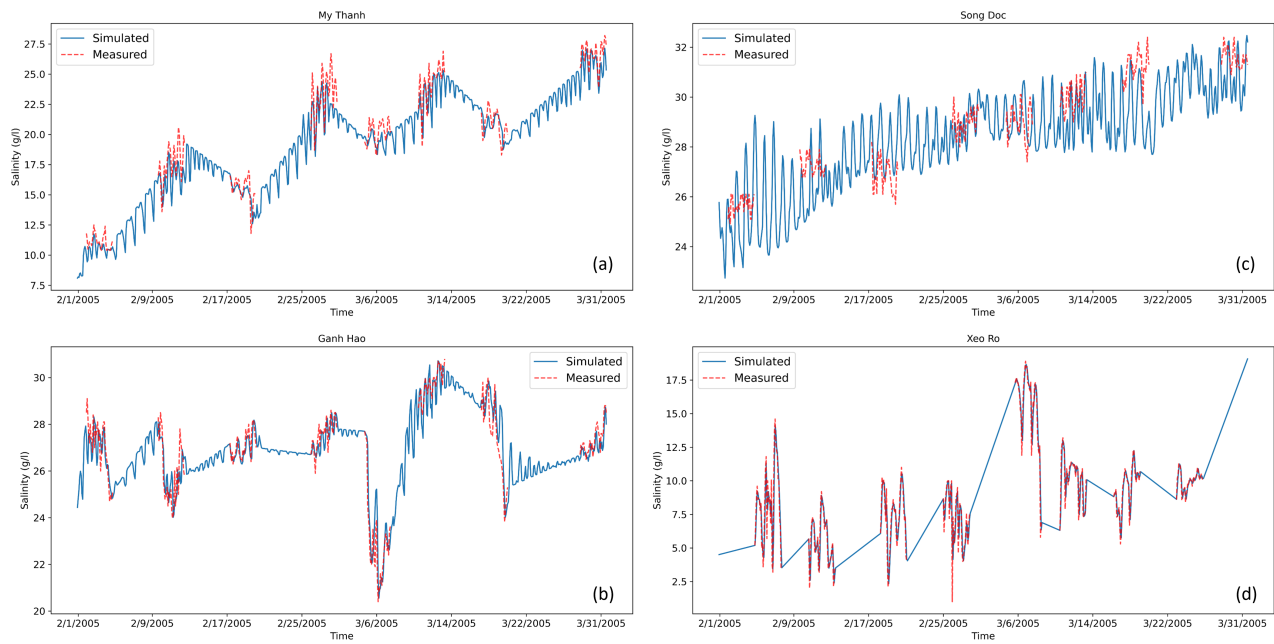 My Thanh
Simulated
Measured
27.5
25.0
22.5
20.0
17.5
15.0
12.5
10.0
7.5
Salinity (g/l)
(a)
2/1/2005 2/9/2005 2/17/2005 2/25/2005 3/6/2005 3/14/2005 3/22/2005 3/31/2005
Time
Song Doc
Simulated
Measured
32
30
28
26
24
Salinity (g/l)
(c)
2/1/2005 2/9/2005 2/17/2005 2/25/2005 3/6/2005 3/14/2005 3/22/2005 3/31/2005
Time
Ganh Hao
Simulated
Measured
30
28
26
24
22
20
Salinity (g/l)
(b)
2/1/2005 2/9/2005 2/17/2005 2/25/2005 3/6/2005 3/14/2005 3/22/2005 3/31/2005
Time
Xeo Ro
Simulated
Measured
17.5
15.0
12.5
10.0
7.5
5.0
2.5
Salinity (g/l)
(d)
2/1/2005 2/9/2005 2/17/2005 2/25/2005 3/6/2005 3/14/2005 3/22/2005 3/31/2005
Time